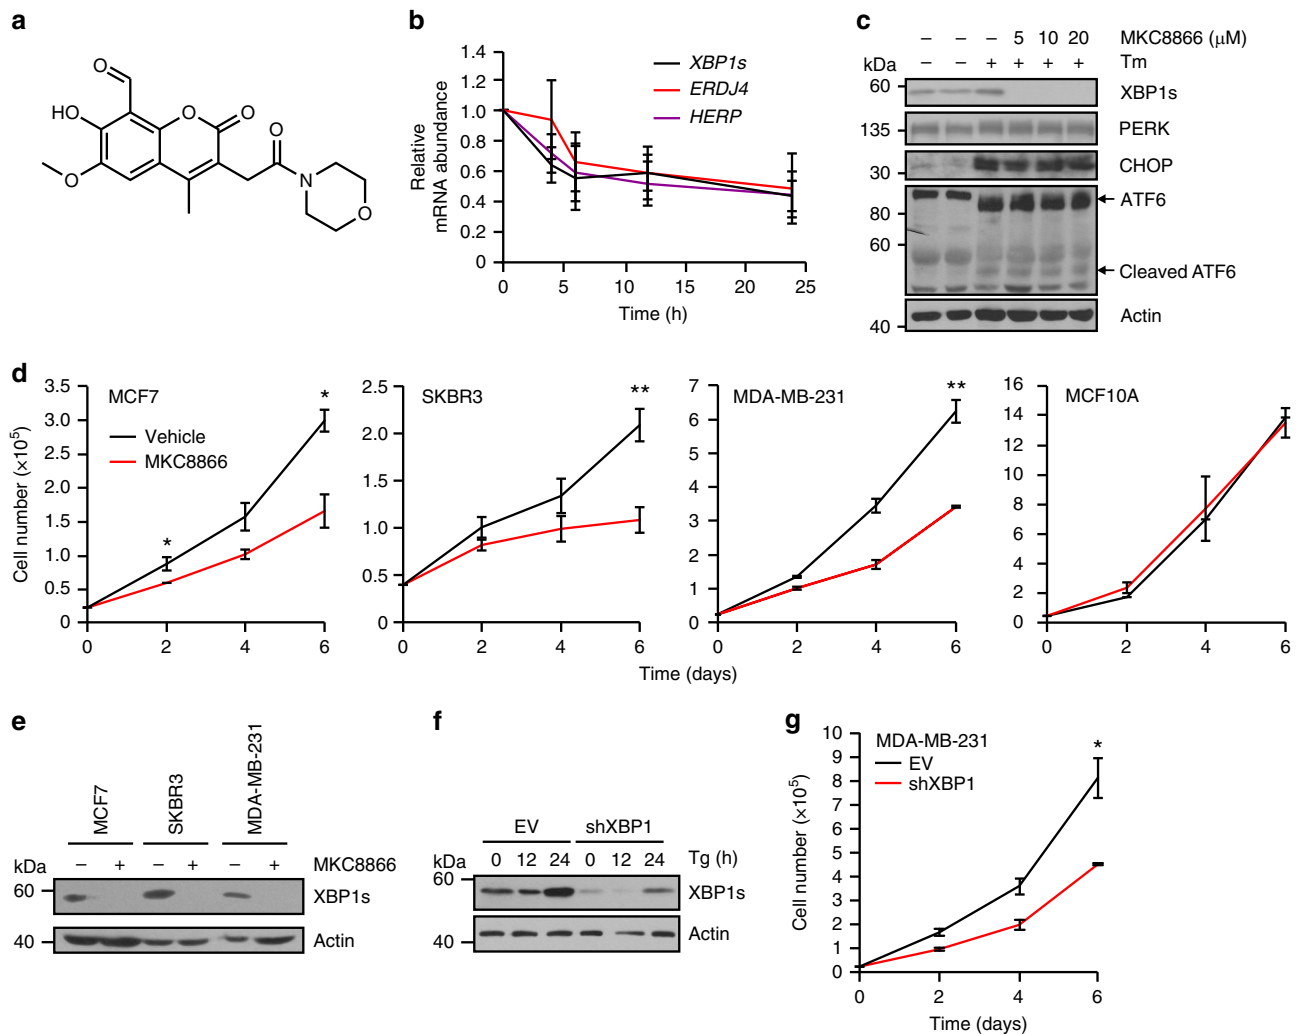 a
O
HO
O
O
O
O
N
O
b
Relative
mRNA abundance
1.4
1.2
1.0
0.8
0.6
0.4
0.2
0
XBP1s
ERDJ4
HERP
0 5 10 15 20 25
Time (h)
c
– – – 5 10 20 MKC8866 (μM)
kDa – – + + + + Tm
60 XBP1s
135 PERK
30 CHOP
ATF6
80
60
Cleaved ATF6
40 Actin
d
Cell number (×10⁵)
3.5
3.0
2.5
2.0
1.5
1.0
0.5
0
MCF7
Vehicle
MKC8866
*
*
0 2 4 6
2.5
2.0
1.5
1.0
0.5
0
SKBR3
**
0 2 4 6
7
6
5
4
3
2
1
0
MDA-MB-231
**
0 2 4 6
16
14
12
10
8
6
4
2
0
MCF10A
0 2 4 6
Time (days)
e
MCF7
SKBR3
MDA-MB-231
kDa – + – + – + MKC8866
60 XBP1s
40 Actin
f
EV shXBP1
kDa 0 12 24 0 12 24 Tg (h)
60 XBP1s
40 Actin
g
Cell number (×10⁵)
10
9
8
7
6
5
4
3
2
1
0
MDA-MB-231
EV
shXBP1
*
0 2 4 6
Time (days)